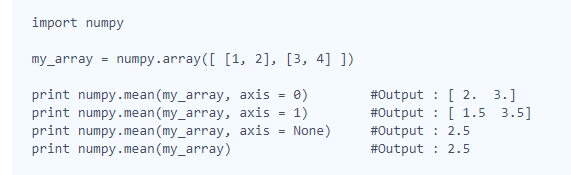 import numpy
my_array = numpy.array([ [1, 2], [3, 4] ])
print numpy.mean(my_array, axis = 0)        #Output : [ 2.  3.]
print numpy.mean(my_array, axis = 1)        #Output : [ 1.5  3.5]
print numpy.mean(my_array, axis = None)     #Output : 2.5
print numpy.mean(my_array)                  #Output : 2.5